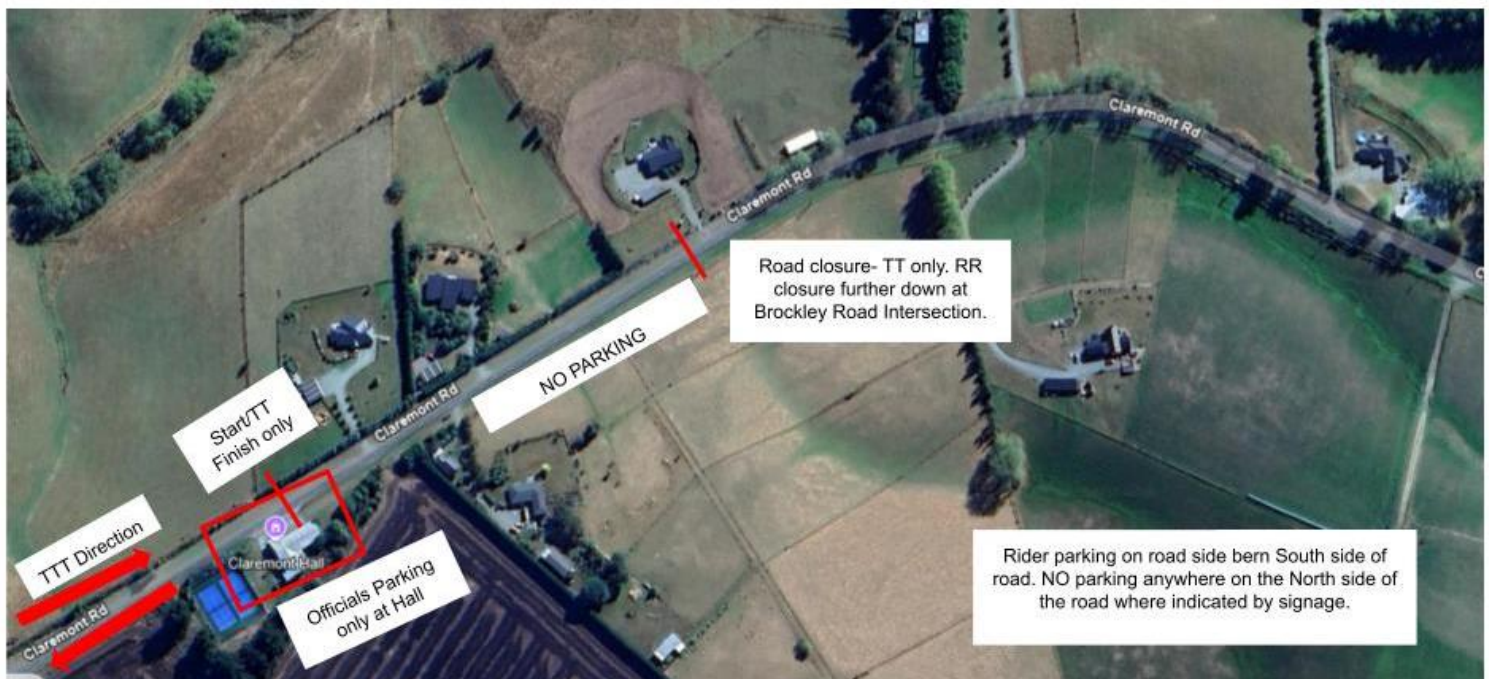 Claremont Rd
Claremont Rd
C
Road closure- TT only. RR
closure further down at
Brockley Road Intersection.
NO PARKING
Claremont Rd
Start/TT
Finish only
TTT Direction
Claremont Hall
Officials Parking
only at Hall
Claremont Rd
Rider parking on road side bern South side of
road. NO parking anywhere on the North side of
the road where indicated by signage.